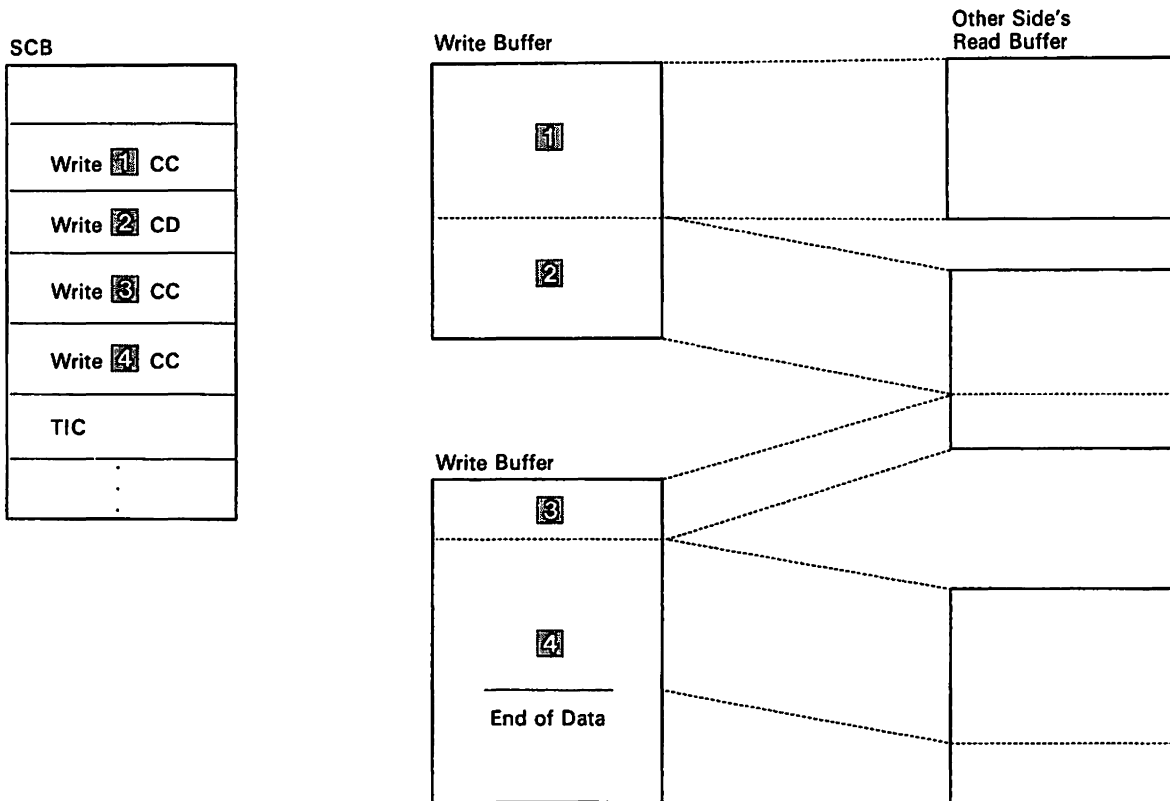 SCB
Write 1 CC
Write 2 CD
Write 3 CC
Write 4 CC
TIC
Write Buffer
1
2
Write Buffer
3
4
End of Data
Other Side's
Read Buffer